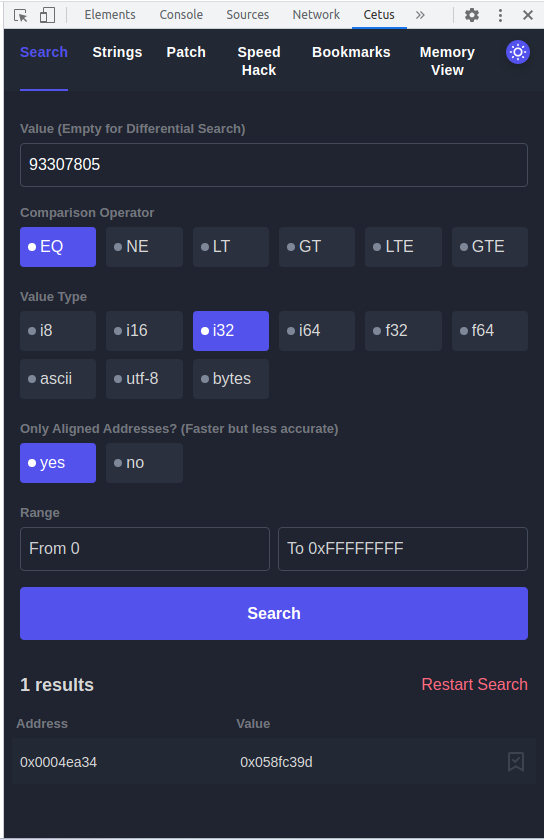 Elements Console Sources Network Cetus »
Search Strings Patch Speed Hack Bookmarks Memory View
Value (Empty for Differential Search)
93307805
Comparison Operator
EQ NE LT GT LTE GTE
Value Type
i8 i16 i32 i64 f32 f64
ascii utf-8 bytes
Only Aligned Addresses? (Faster but less accurate)
yes no
Range
From 0 To 0xFFFFFFFF
Search
1 results Restart Search
Address Value
0x0004ea34 0x058fc39d